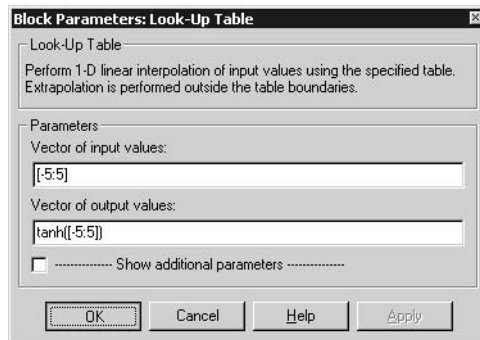 Block Parameters: Look-Up Table
Look-Up Table
Perform 1-D linear interpolation of input values using the specified table.
Extrapolation is performed outside the table boundaries.
Parameters
Vector of input values:
[-5:5]
Vector of output values:
tanh([-5:5])
-------------- Show additional parameters --------------
OK Cancel Help Apply